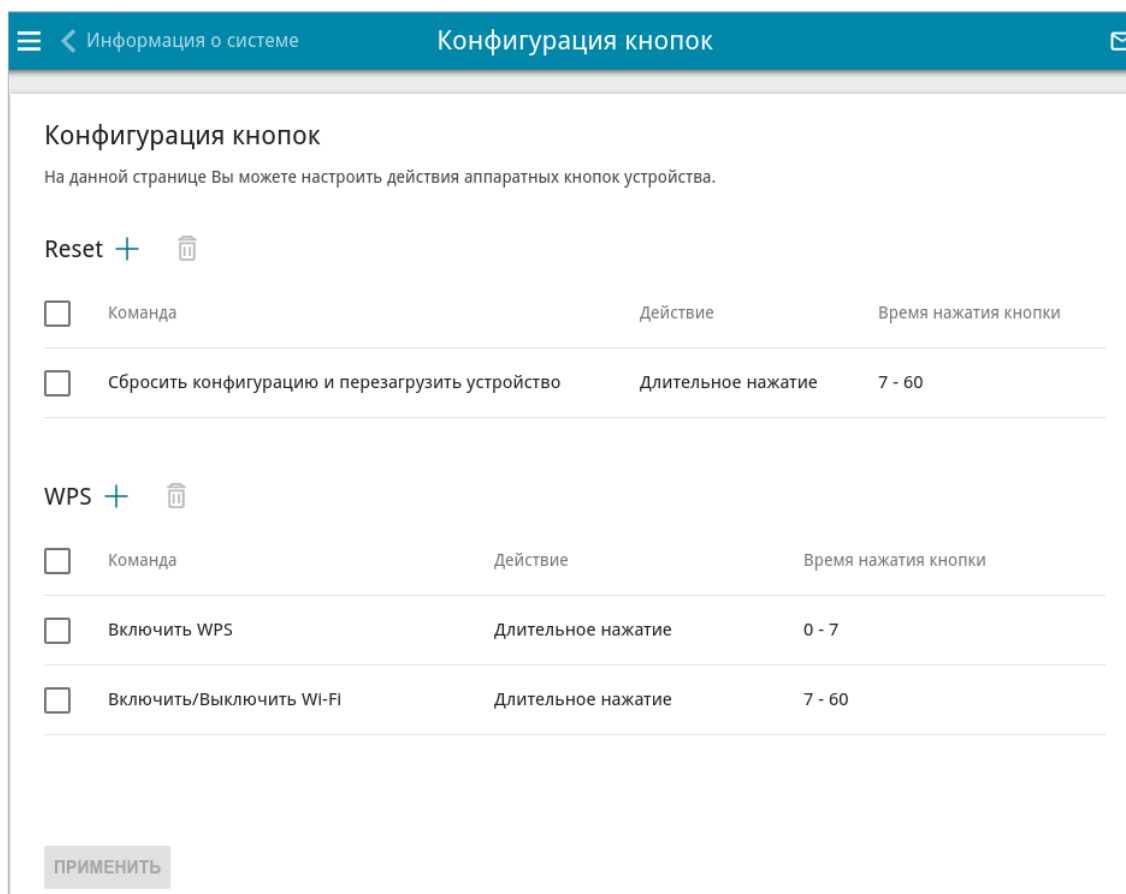 Информация о системе Конфигурация кнопок
Конфигурация кнопок
На данной странице Вы можете настроить действия аппаратных кнопок устройства.
Reset
Команда Действие Время нажатия кнопки
Сбросить конфигурацию и перезагрузить устройство Длительное нажатие 7 - 60
WPS
Команда Действие Время нажатия кнопки
Включить WPS Длительное нажатие 0 - 7
Включить/Выключить Wi-Fi Длительное нажатие 7 - 60
ПРИМЕНИТЬ